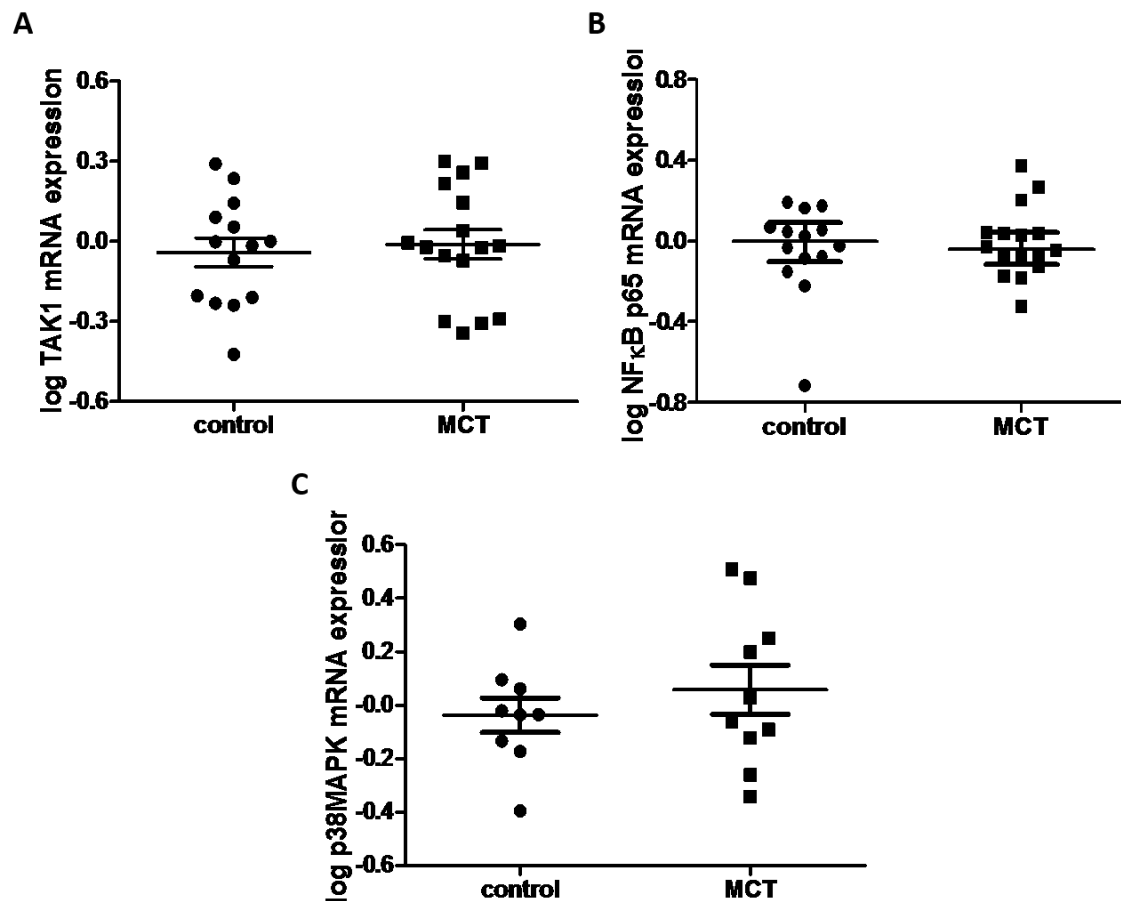 A
log TAK1 mRNA expression
0.6
0.3
0.0
-0.3
-0.6
control
MCT
B
log NFκB p65 mRNA expression
0.8
0.4
0.0
-0.4
-0.8
control
MCT
C
log p38MAPK mRNA expression
0.6
0.4
0.2
-0.0
-0.2
-0.4
-0.6
control
MCT